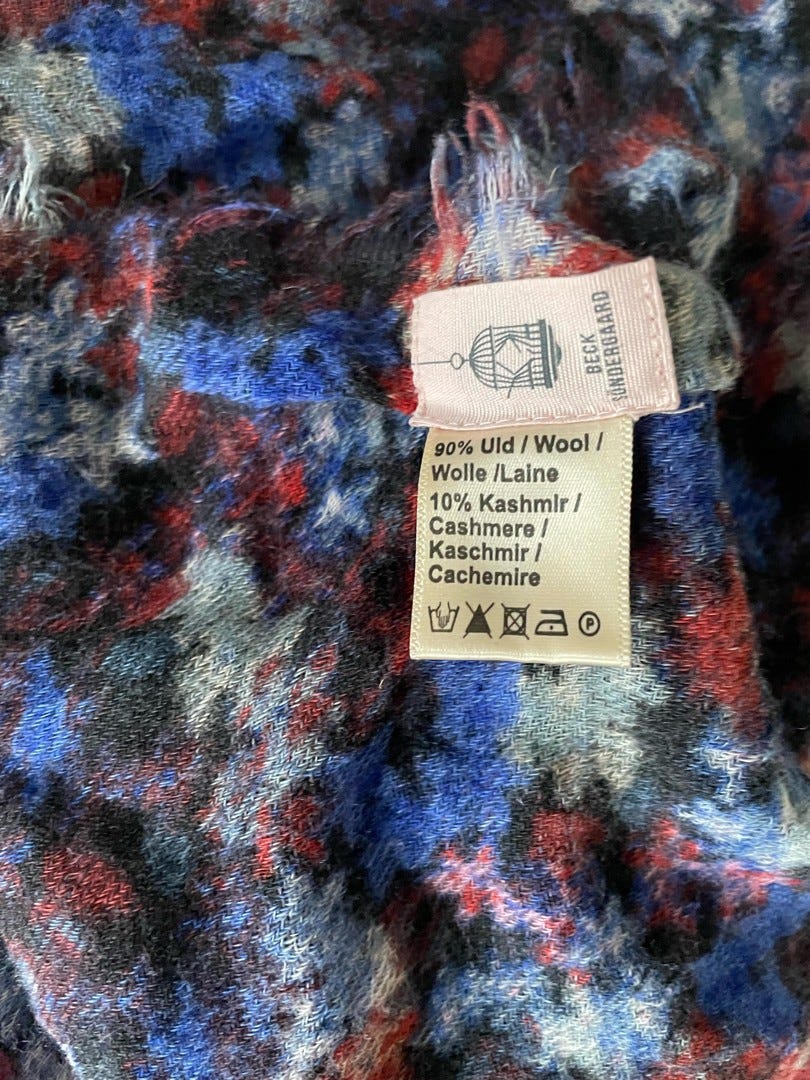 BECK
SÖNDERGAARD
90% Uld / Wool /
Wolle /Laine
10% Kashmir /
Cashmere /
Kaschmir /
Cachemire
P